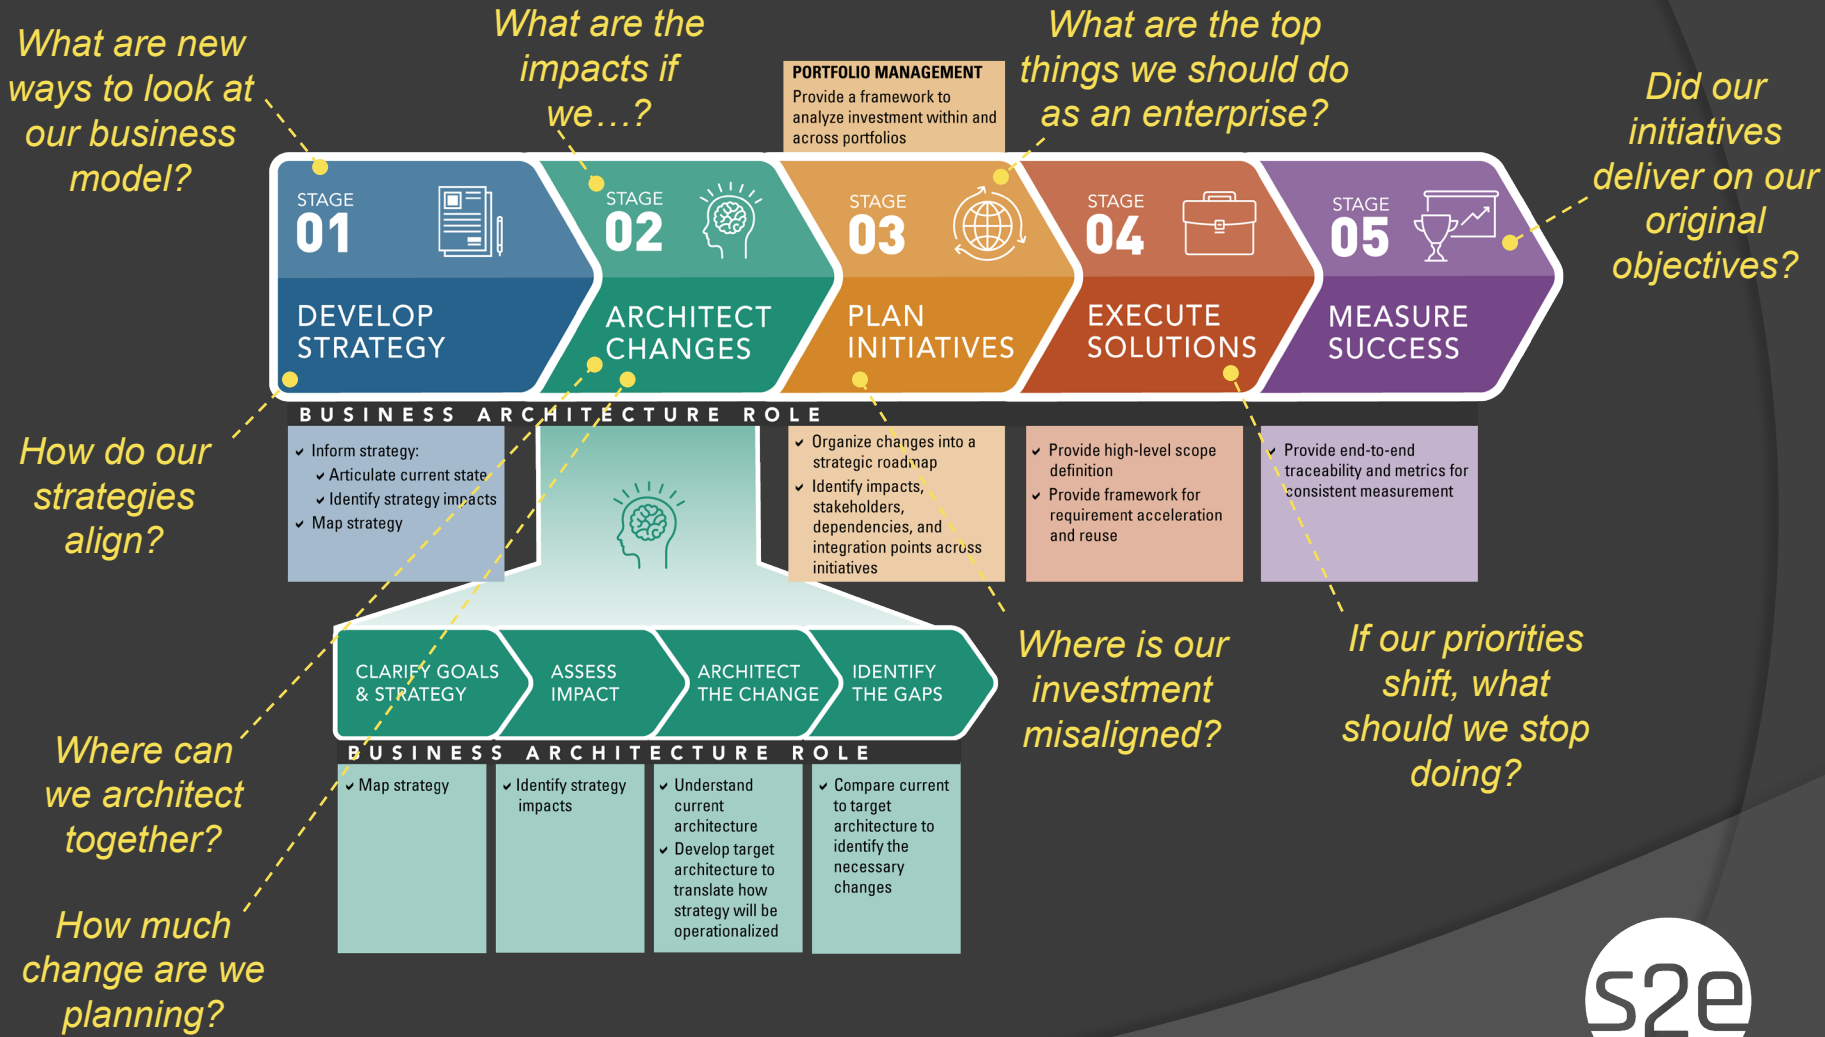 What are new
ways to look at
our business
model?
What are the
impacts if
we…?
PORTFOLIO MANAGEMENT
Provide a framework to
analyze investment within and
across portfolios
What are the top
things we should do
as an enterprise?
Did our
initiatives
deliver on our
original
objectives?
STAGE
01
DEVELOP
STRATEGY
STAGE
02
ARCHITECT
CHANGES
STAGE
03
PLAN
INITIATIVES
STAGE
04
EXECUTE
SOLUTIONS
STAGE
05
MEASURE
SUCCESS
BUSINESS ARCHITECTURE ROLE
✓ Inform strategy:
✓ Articulate current state
✓ Identify strategy impacts
✓ Map strategy
✓ Organize changes into a
strategic roadmap
✓ Identify impacts,
stakeholders,
dependencies, and
integration points across
initiatives
✓ Provide high-level scope
definition
✓ Provide framework for
requirement acceleration
and reuse
✓ Provide end-to-end
traceability and metrics for
consistent measurement
How do our
strategies
align?
CLARIFY GOALS
& STRATEGY
ASSESS
IMPACT
ARCHITECT
THE CHANGE
IDENTIFY
THE GAPS
BUSINESS ARCHITECTURE ROLE
✓ Map strategy
✓ Identify strategy
impacts
✓ Understand
current
architecture
✓ Develop target
architecture to
translate how
strategy will be
operationalized
✓ Compare current
to target
architecture to
identify the
necessary
changes
Where is our
investment
misaligned?
If our priorities
shift, what
should we stop
doing?
Where can
we architect
together?
How much
change are we
planning?
s2e